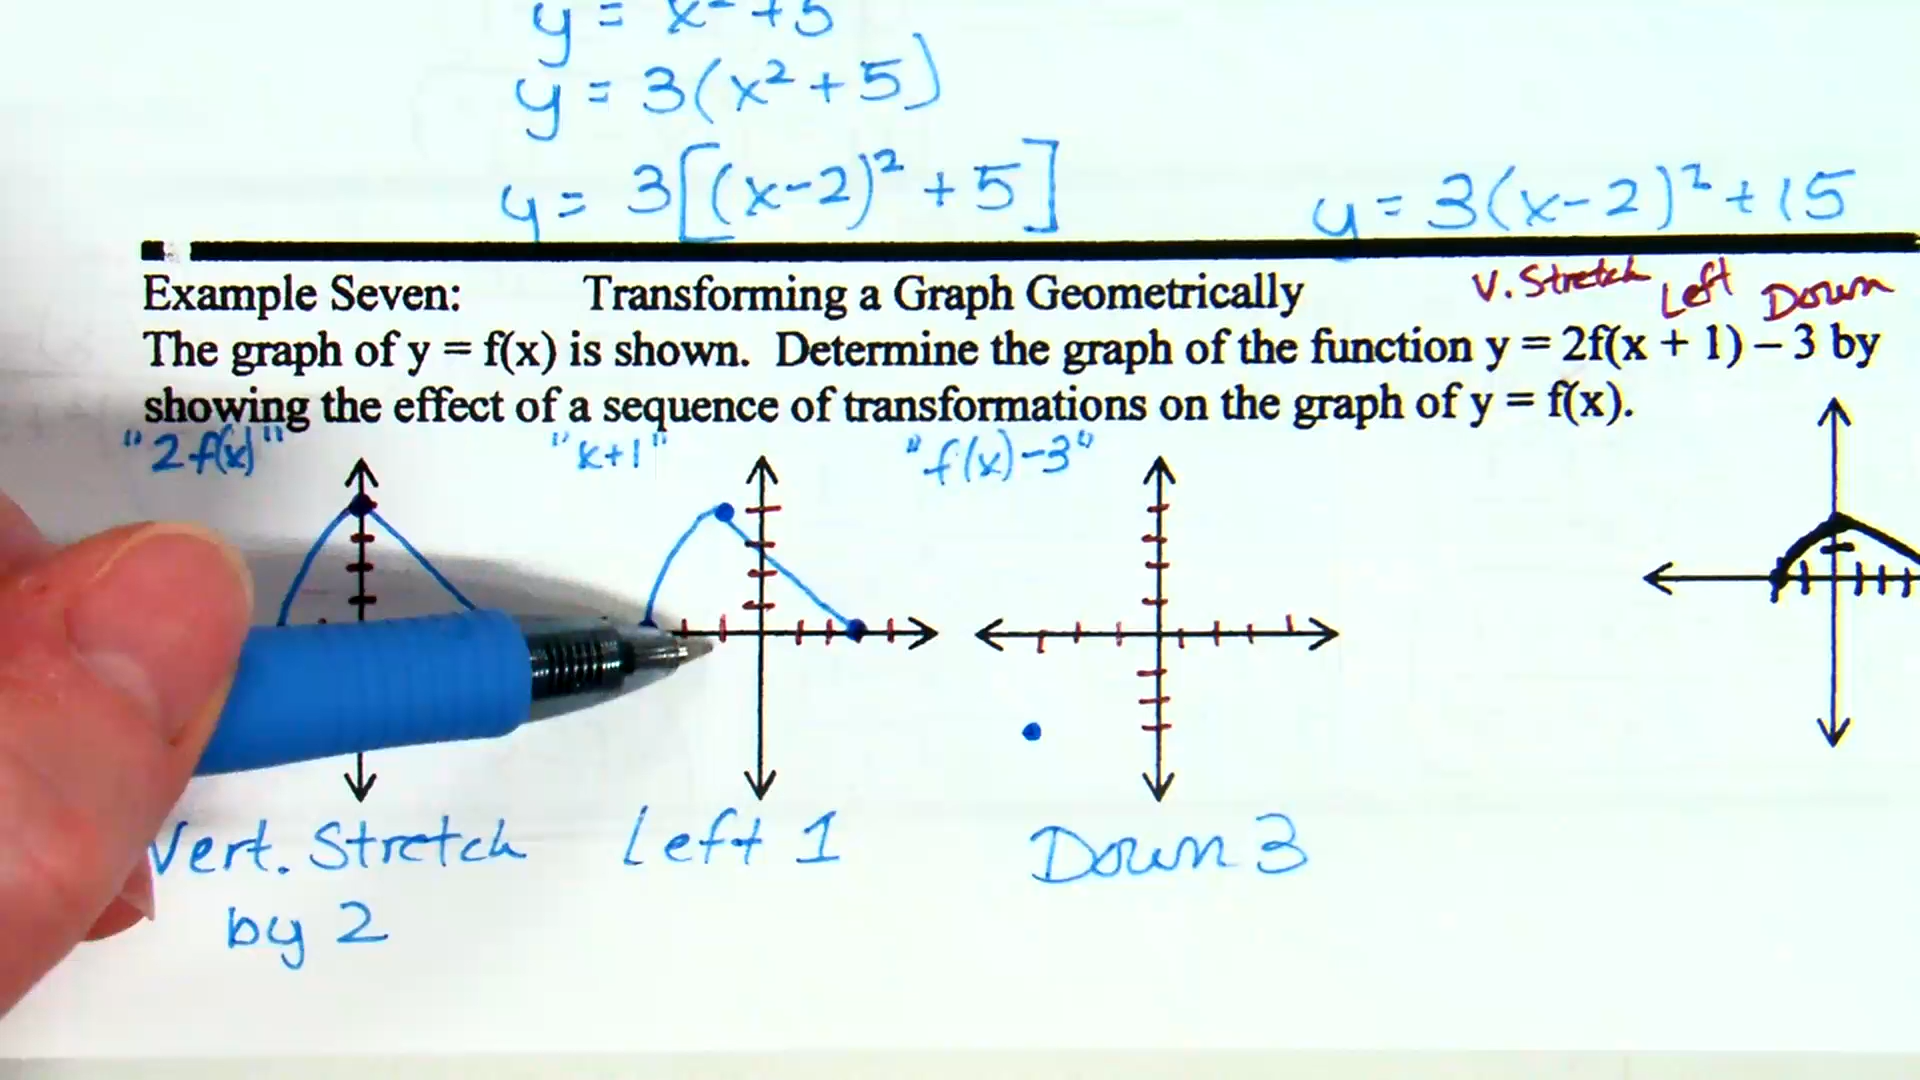 y = x² + 5
y = 3(x² + 5)
y = 3[(x-2)² + 5]
y = 3(x-2)² + 15
Example Seven: Transforming a Graph Geometrically
V. Stretch Left Down
The graph of y = f(x) is shown. Determine the graph of the function y = 2f(x + 1) – 3 by
showing the effect of a sequence of transformations on the graph of y = f(x).
"2f(x)" "x+1" "f(x)-3"
Vert. Stretch
by 2
Left 1
Down 3